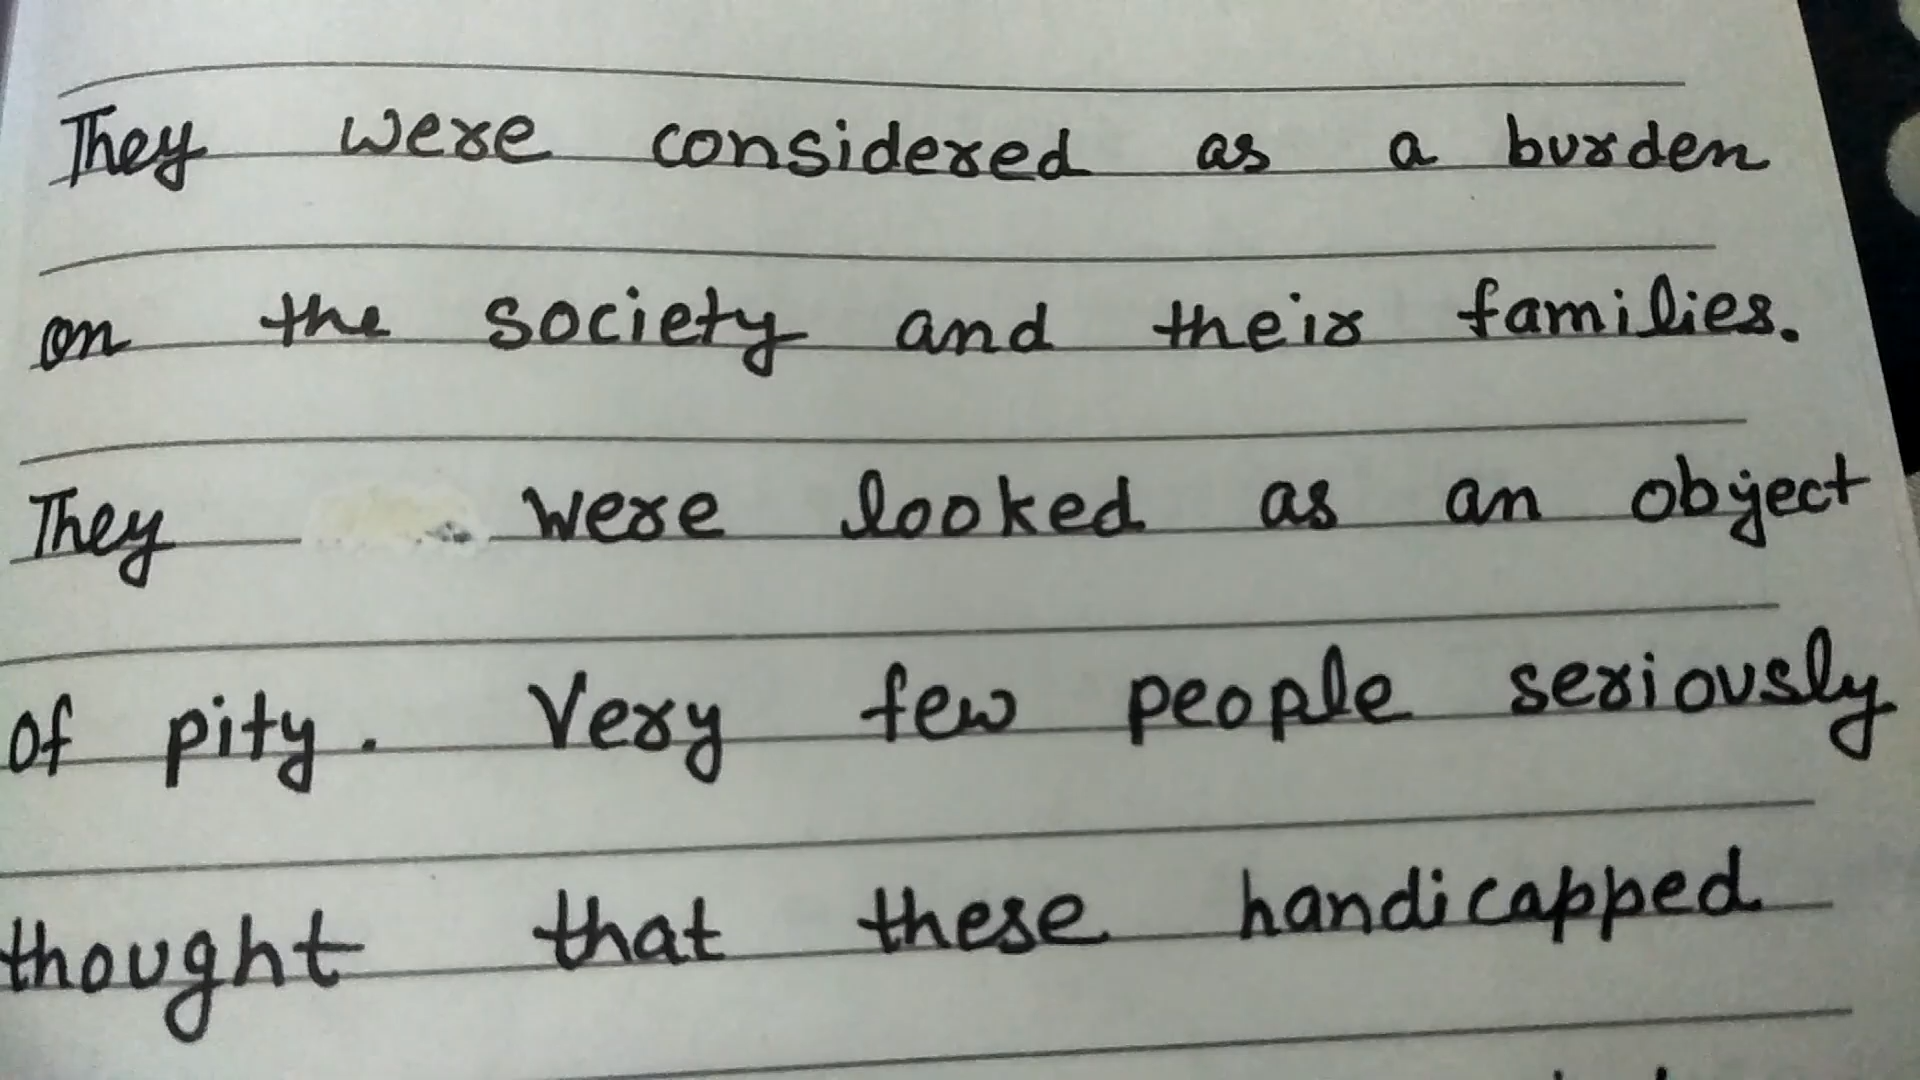 They were considered as a burden
on the society and their families.
They were looked as an object
of pity. Very few people seriously
thought that these handicapped